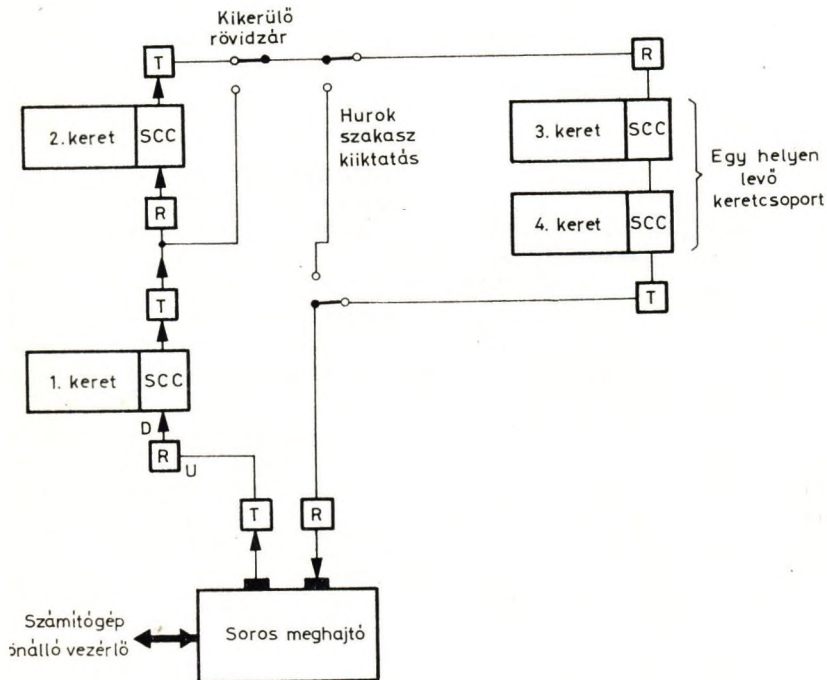 Kikerülő
rövidzár
T
R
2. keret SCC
Hurok
szakasz
kiiktatás
3. keret SCC
Egy helyen
levő
keretcsoport
4. keret SCC
R
T
T
1. keret SCC
D
R
U
T
R
Számítógép
önálló vezérlő
Soros meghajtó